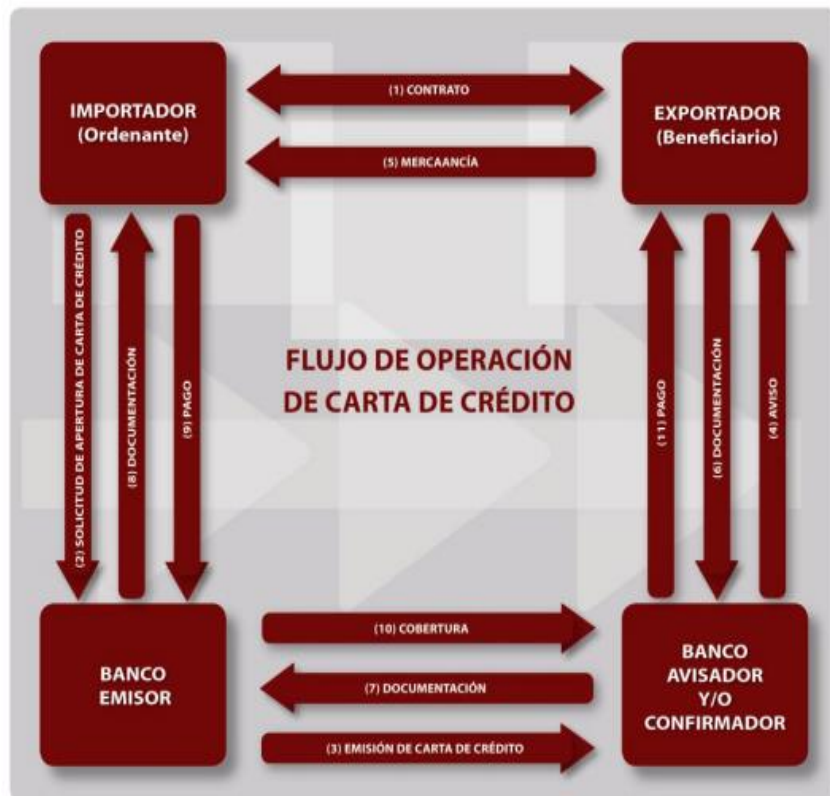 IMPORTADOR
(Ordenante)
(1) CONTRATO
EXPORTADOR
(Beneficiario)
(5) MERCAANCÍA
(2) SOLICITUD DE APERTURA DE CARTA DE CRÉDITO
(8) DOCUMENTACIÓN
(9) PAGO
FLUJO DE OPERACIÓN
DE CARTA DE CRÉDITO
(11) PAGO
(6) DOCUMENTACIÓN
(4) AVISO
BANCO
EMISOR
(10) COBERTURA
(7) DOCUMENTACIÓN
(3) EMISIÓN DE CARTA DE CRÉDITO
BANCO
AVISADOR
Y/O
CONFIRMADOR